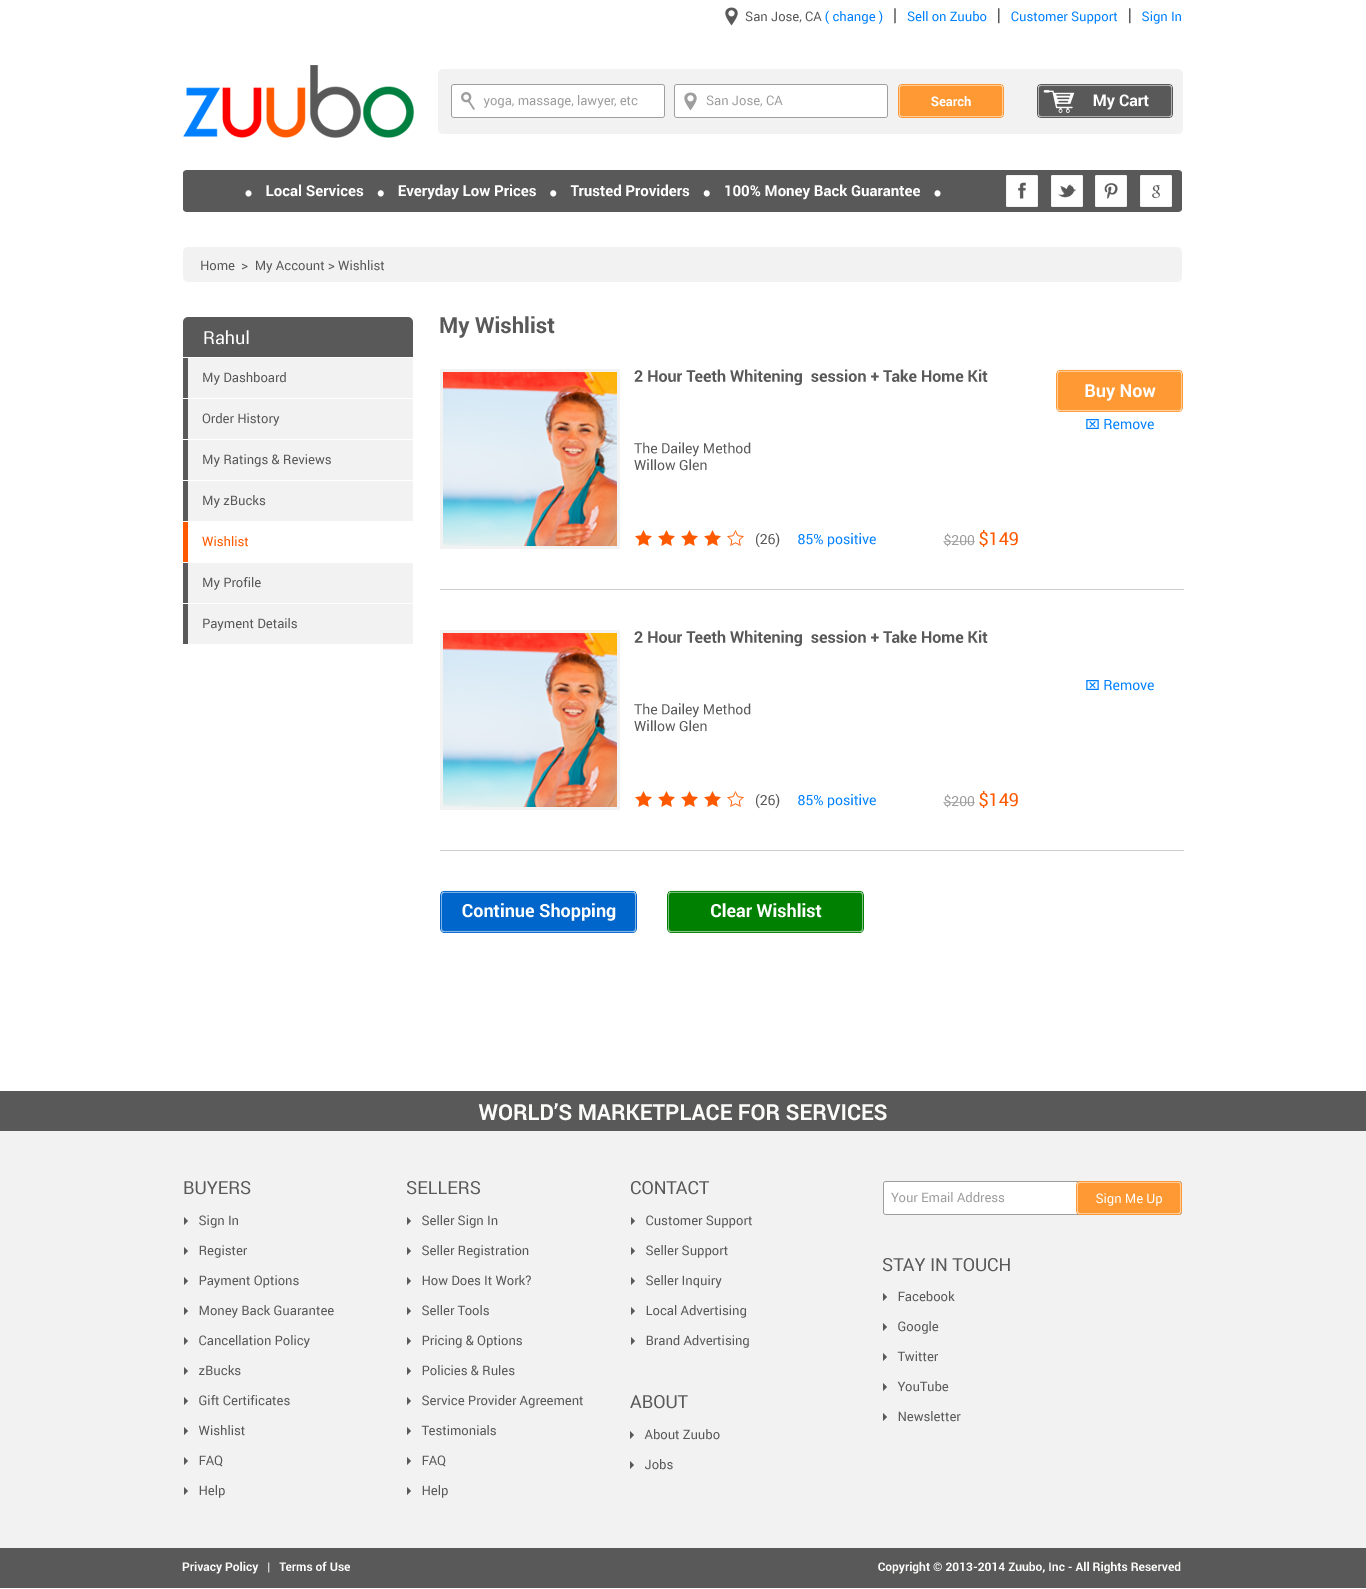 San Jose, CA ( change ) | Sell on Zuubo | Customer Support | Sign In
zuubo
yoga, massage, lawyer, etc
San Jose, CA
Search
My Cart
• Local Services • Everyday Low Prices • Trusted Providers • 100% Money Back Guarantee •
f
g
Home > My Account > Wishlist
Rahul
My Dashboard
Order History
My Ratings & Reviews
My zBucks
Wishlist
My Profile
Payment Details
My Wishlist
2 Hour Teeth Whitening session + Take Home Kit
Buy Now
Remove
The Dailey Method
Willow Glen
(26) 85% positive $200 $149
2 Hour Teeth Whitening session + Take Home Kit
Remove
The Dailey Method
Willow Glen
(26) 85% positive $200 $149
Continue Shopping
Clear Wishlist
WORLD'S MARKETPLACE FOR SERVICES
BUYERS
Sign In
Register
Payment Options
Money Back Guarantee
Cancellation Policy
zBucks
Gift Certificates
Wishlist
FAQ
Help
SELLERS
Seller Sign In
Seller Registration
How Does It Work?
Seller Tools
Pricing & Options
Policies & Rules
Service Provider Agreement
Testimonials
FAQ
Help
CONTACT
Customer Support
Seller Support
Seller Inquiry
Local Advertising
Brand Advertising
ABOUT
About Zuubo
Jobs
Your Email Address
Sign Me Up
STAY IN TOUCH
Facebook
Google
Twitter
YouTube
Newsletter
Privacy Policy | Terms of Use
Copyright © 2013-2014 Zuubo, Inc - All Rights Reserved